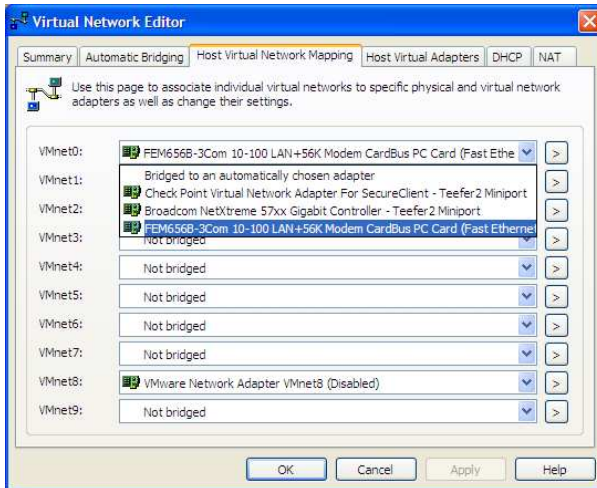 Virtual Network Editor
Summary Automatic Bridging Host Virtual Network Mapping Host Virtual Adapters DHCP NAT
Use this page to associate individual virtual networks to specific physical and virtual network
adapters as well as change their settings.
VMnet0: FEM656B-3Com 10-100 LAN+56K Modem CardBus PC Card (Fast Ethe >
VMnet1: Bridged to an automatically chosen adapter >
Check Point Virtual Network Adapter For SecureClient - Teefer2 Miniport
VMnet2: Broadcom NetXtreme 57xx Gigabit Controller - Teefer2 Miniport >
FEM656B-3Com 10-100 LAN+56K Modem CardBus PC Card (Fast Ethernet
VMnet3: Not bridged >
VMnet4: Not bridged >
VMnet5: Not bridged >
VMnet6: Not bridged >
VMnet7: Not bridged >
VMnet8: VMware Network Adapter VMnet8 (Disabled) >
VMnet9: Not bridged >
OK Cancel Apply Help